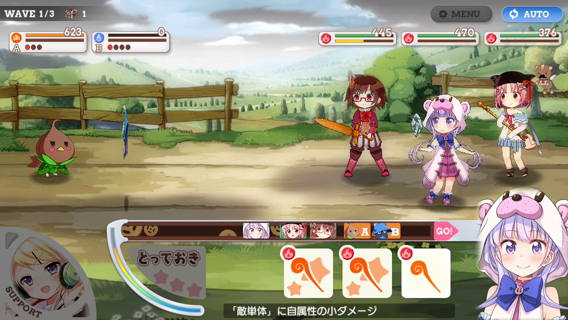 WAVE 1/3 1
MENU
AUTO
623
A
0
B
445
470
376
A
B
GO!
とっておき
SUPPORT
「敵単体」に自属性の小ダメージ